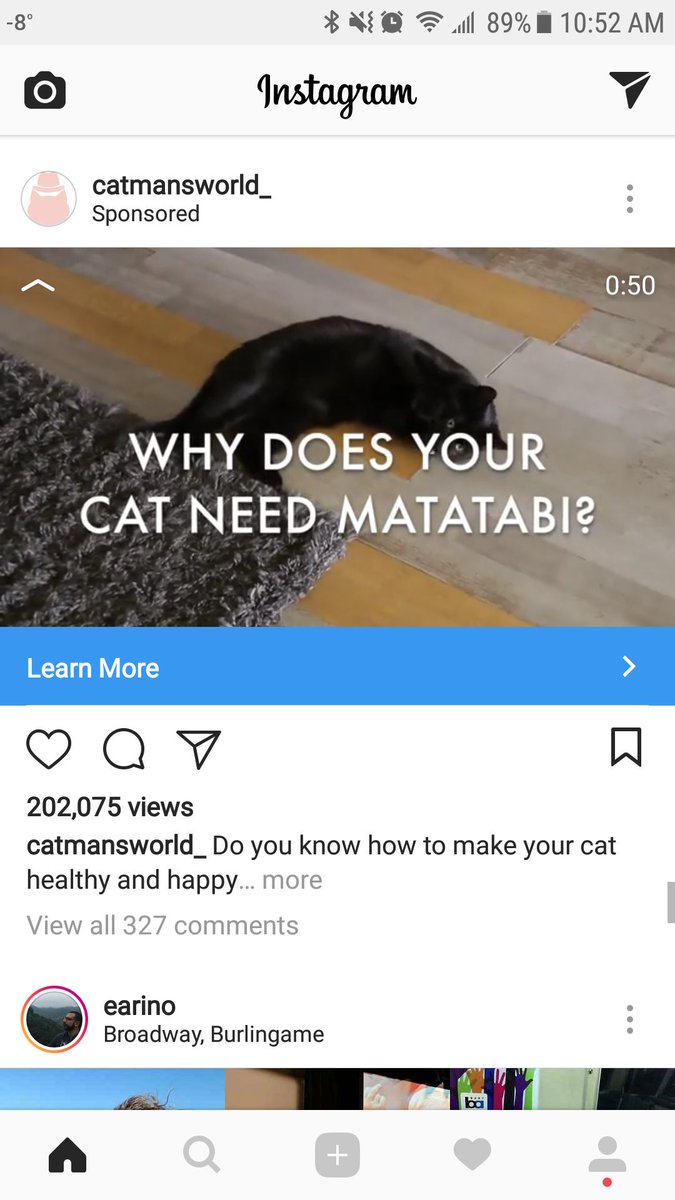 -8° 89% 10:52 AM
Instagram
catmansworld_
Sponsored
0:50
WHY DOES YOUR
CAT NEED MATATABI?
Learn More
202,075 views
catmansworld_ Do you know how to make your cat
healthy and happy... more
View all 327 comments
earino
Broadway, Burlingame